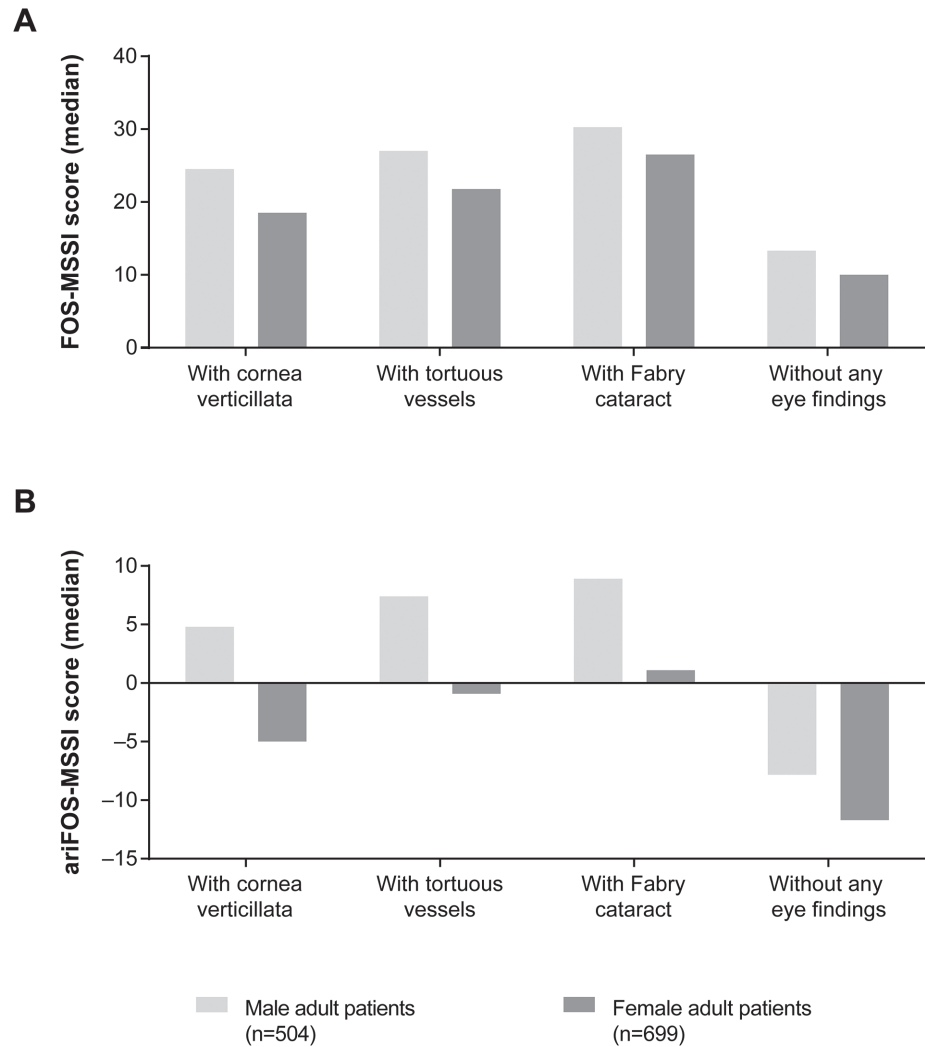 A
FOS-MSSI score (median)
40
30
20
10
0
With cornea
verticillata
With tortuous
vessels
With Fabry
cataract
Without any
eye findings
B
ariFOS-MSSI score (median)
10
5
0
–5
–10
–15
With cornea
verticillata
With tortuous
vessels
With Fabry
cataract
Without any
eye findings
Male adult patients
(n=504)
Female adult patients
(n=699)